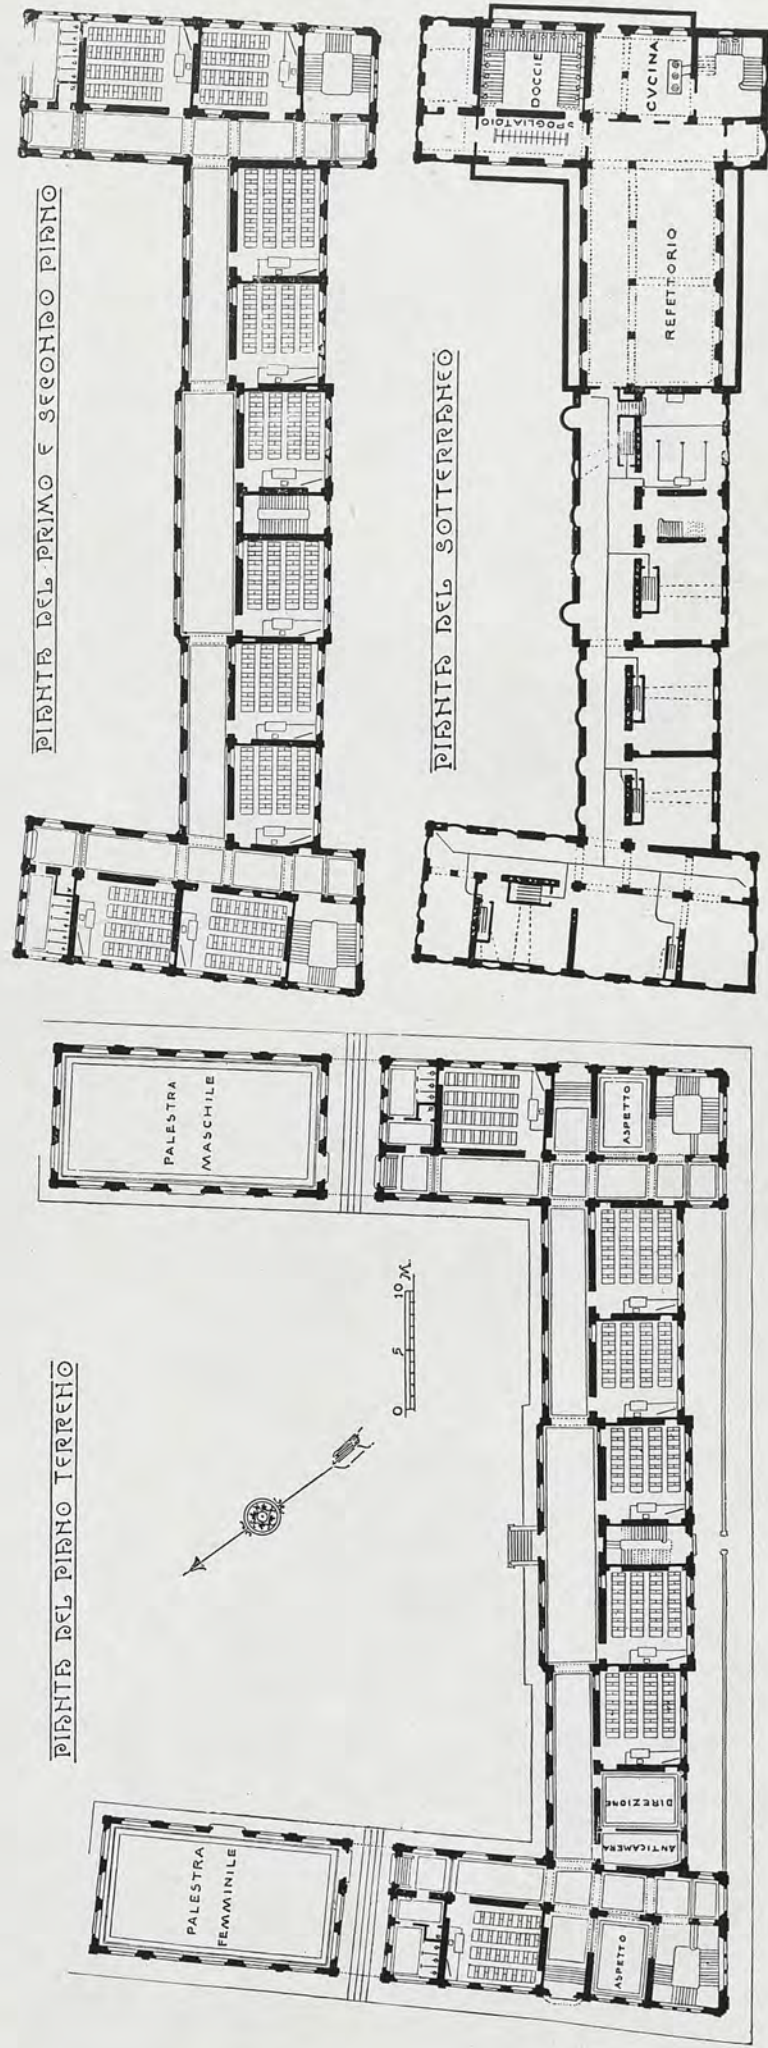 PIANTA DEL PRIMO E SECONDO PIANO
PIANTA DEL SOTTERRANEO
DOCCIE
SPOGLIATOIO
CVCINA
REFETTORIO
PIANTA DEL PIANO TERRENO
PALESTRA
MASCHILE
ASPETTO
0 5 10 M.
DIREZIONE
ANTICAMERA
PALESTRA
FEMMINILE
ASPETTO